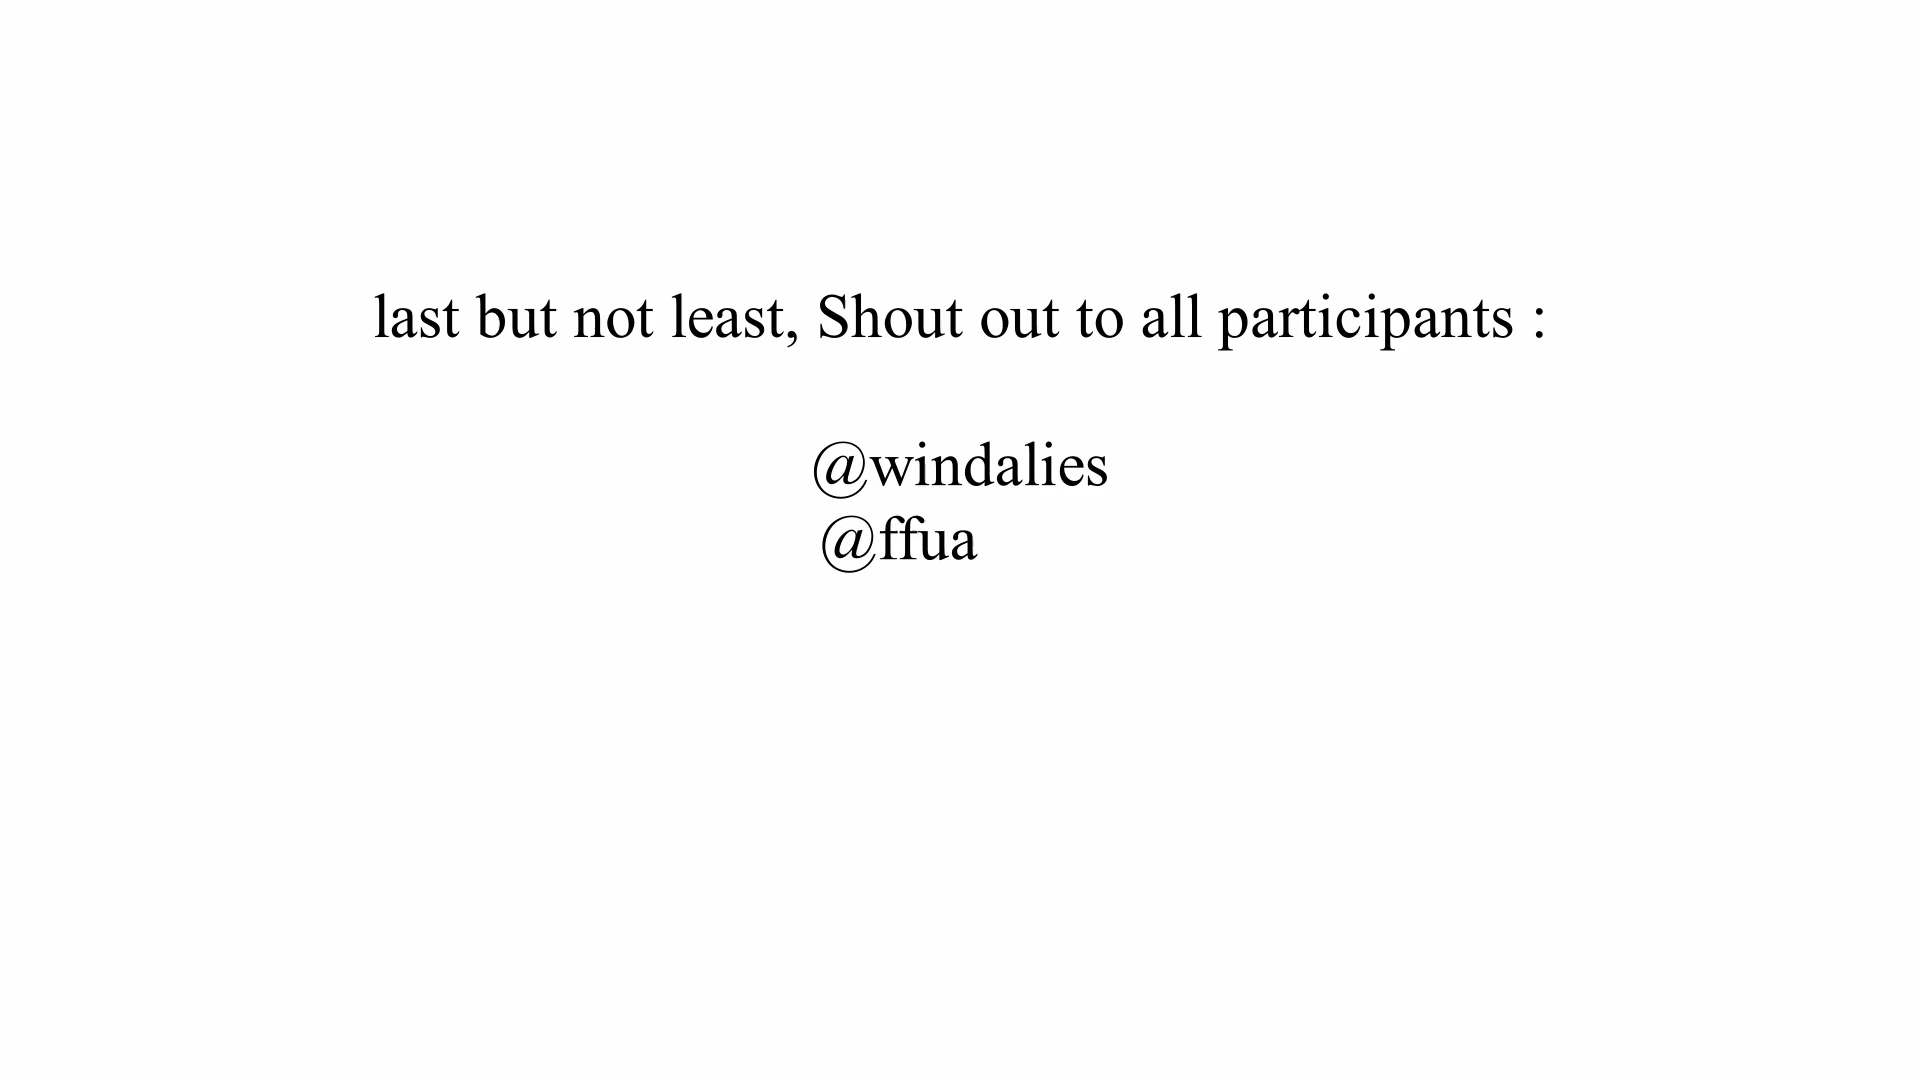 last but not least, Shout out to all participants :
@windalies
@ffua